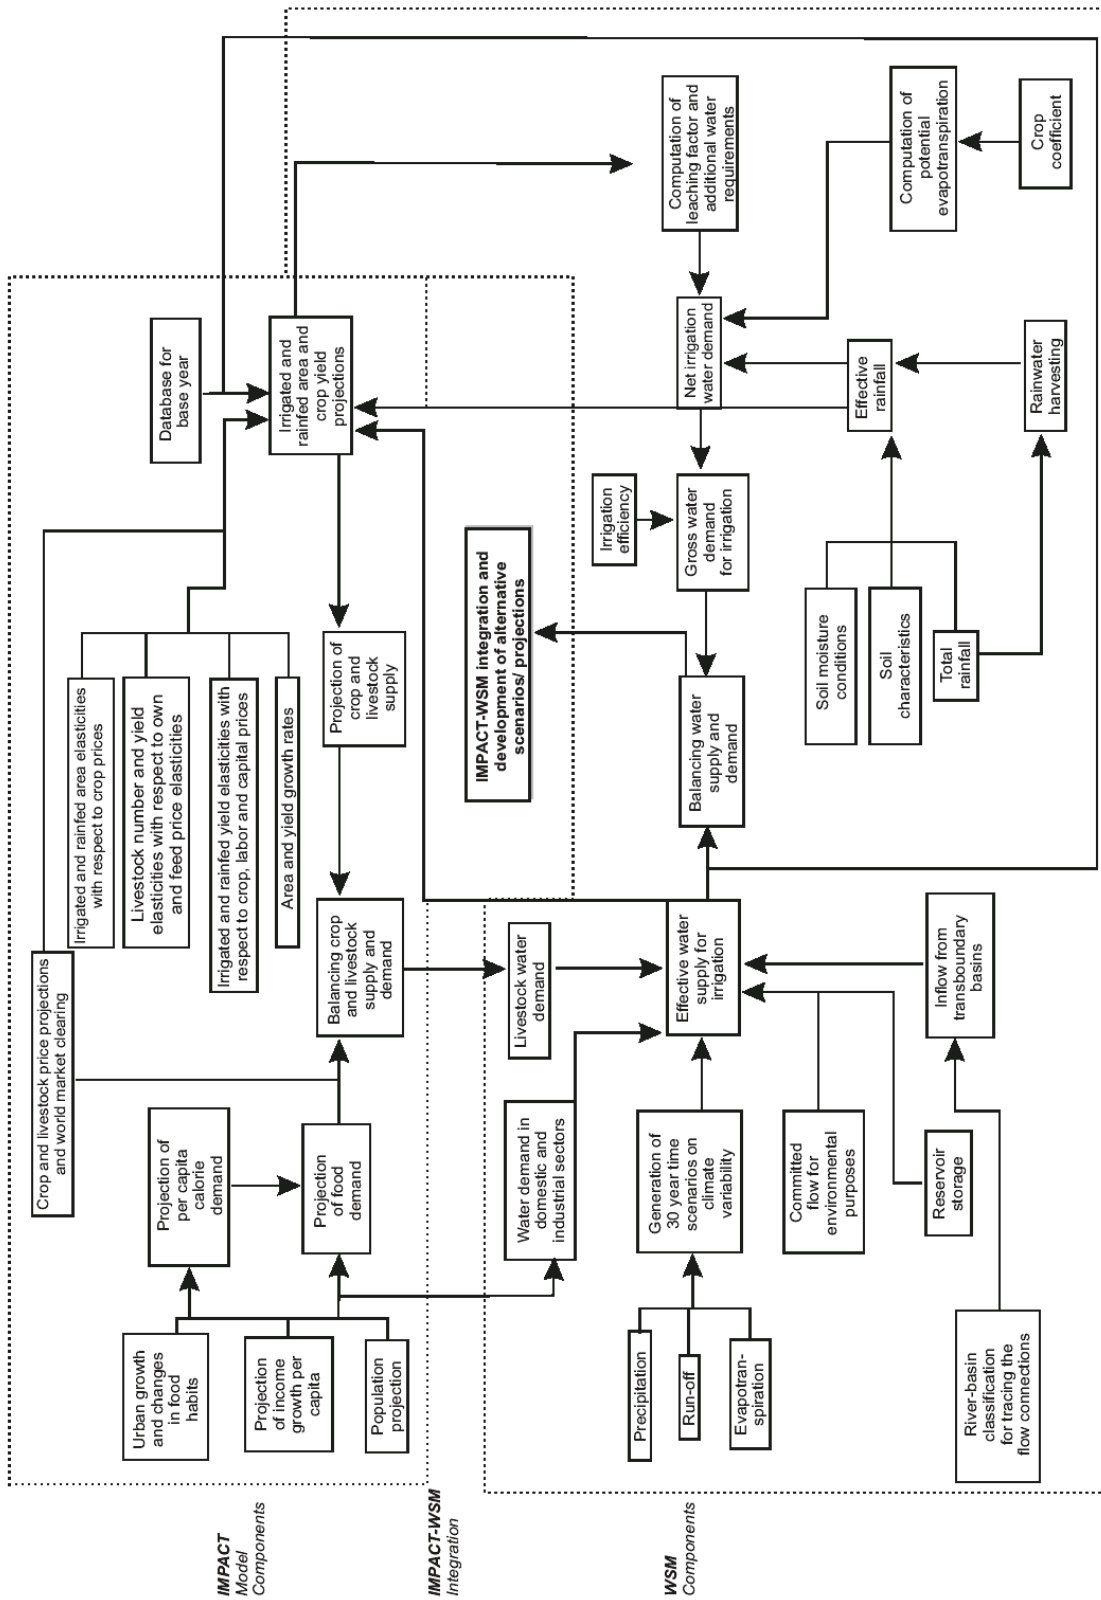 IMPACT
Model
Components
IMPACT-WSM
Integration
WSM
Components
Urban growth
and changes
in food
habits
Projection
of income
growth per
capita
Population
projection
Projection of
per capita
calorie
demand
Projection
of food
demand
Crop and livestock price projections
and world market clearing
Irrigated and rainfed area elasticities
with respect to crop prices
Livestock number and yield
elasticities with respect to own
and feed price elasticities
Irrigated and rainfed yield elasticities with
respect to crop, labor and capital prices
Area and yield growth rates
Balancing crop
and livestock
supply and
demand
Projection of
crop and
livestock
supply
Database for
base year
Irrigated and
rainfed area and
crop yield
projections
IMPACT-WSM integration and
development of alternative
scenarios/ projections
Livestock water
demand
Water demand in
domestic and
industrial sectors
Precipitation
Run-off
Evapotran-
spiration
Generation of
30 year time
scenarios on
climate
variability
Effective water
supply for
irrigation
Committed
flow for
environmental
purposes
Reservoir
storage
River-basin
classification
for tracing the
flow connections
Inflow from
transboundary
basins
Balancing water
supply and
demand
Irrigation
efficiency
Gross water
demand
for irrigation
Net irrigation
water demand
Computation of
leaching factor and
additional water
requirements
Soil moisture
conditions
Soil
characteristics
Total
rainfall
Effective
rainfall
Rainwater
harvesting
Computation of
potential
evapotranspiration
Crop
coefficient